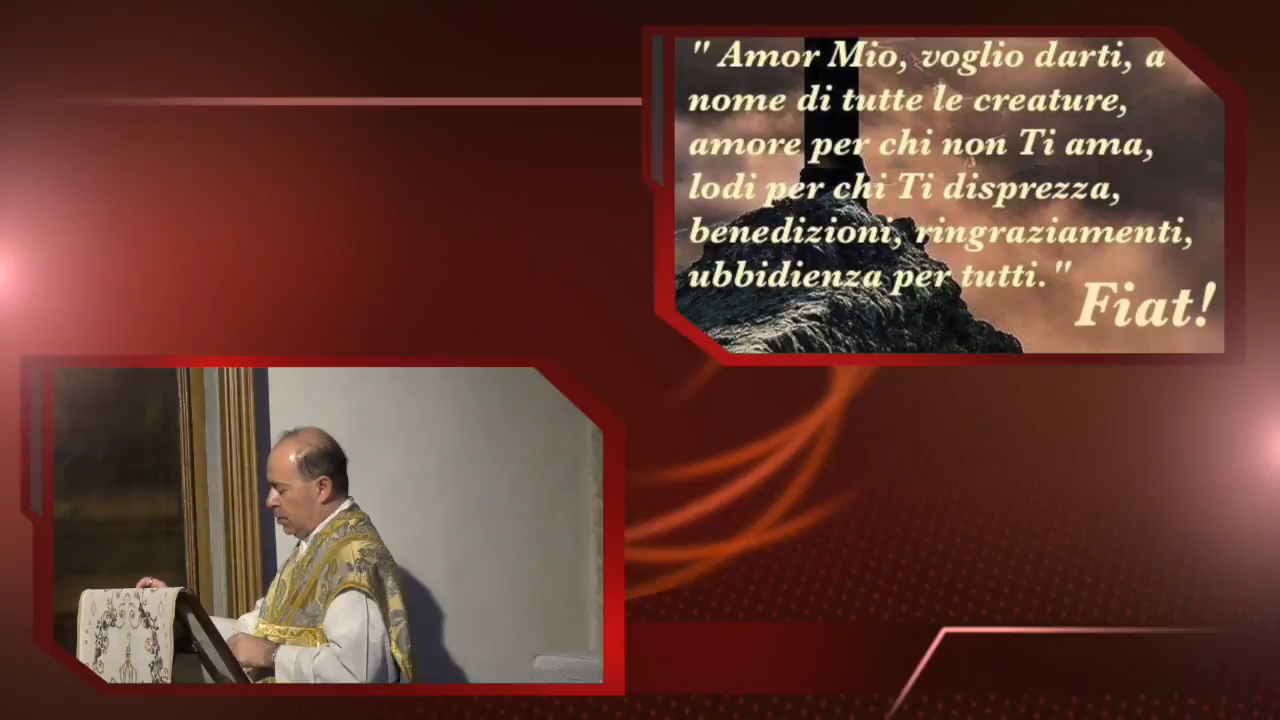 " Amor Mio, voglio darti, a
nome di tutte le creature,
amore per chi non Ti ama,
lodi per chi Ti disprezza,
benedizioni, ringraziamenti,
ubbidienza per tutti."
Fiat!